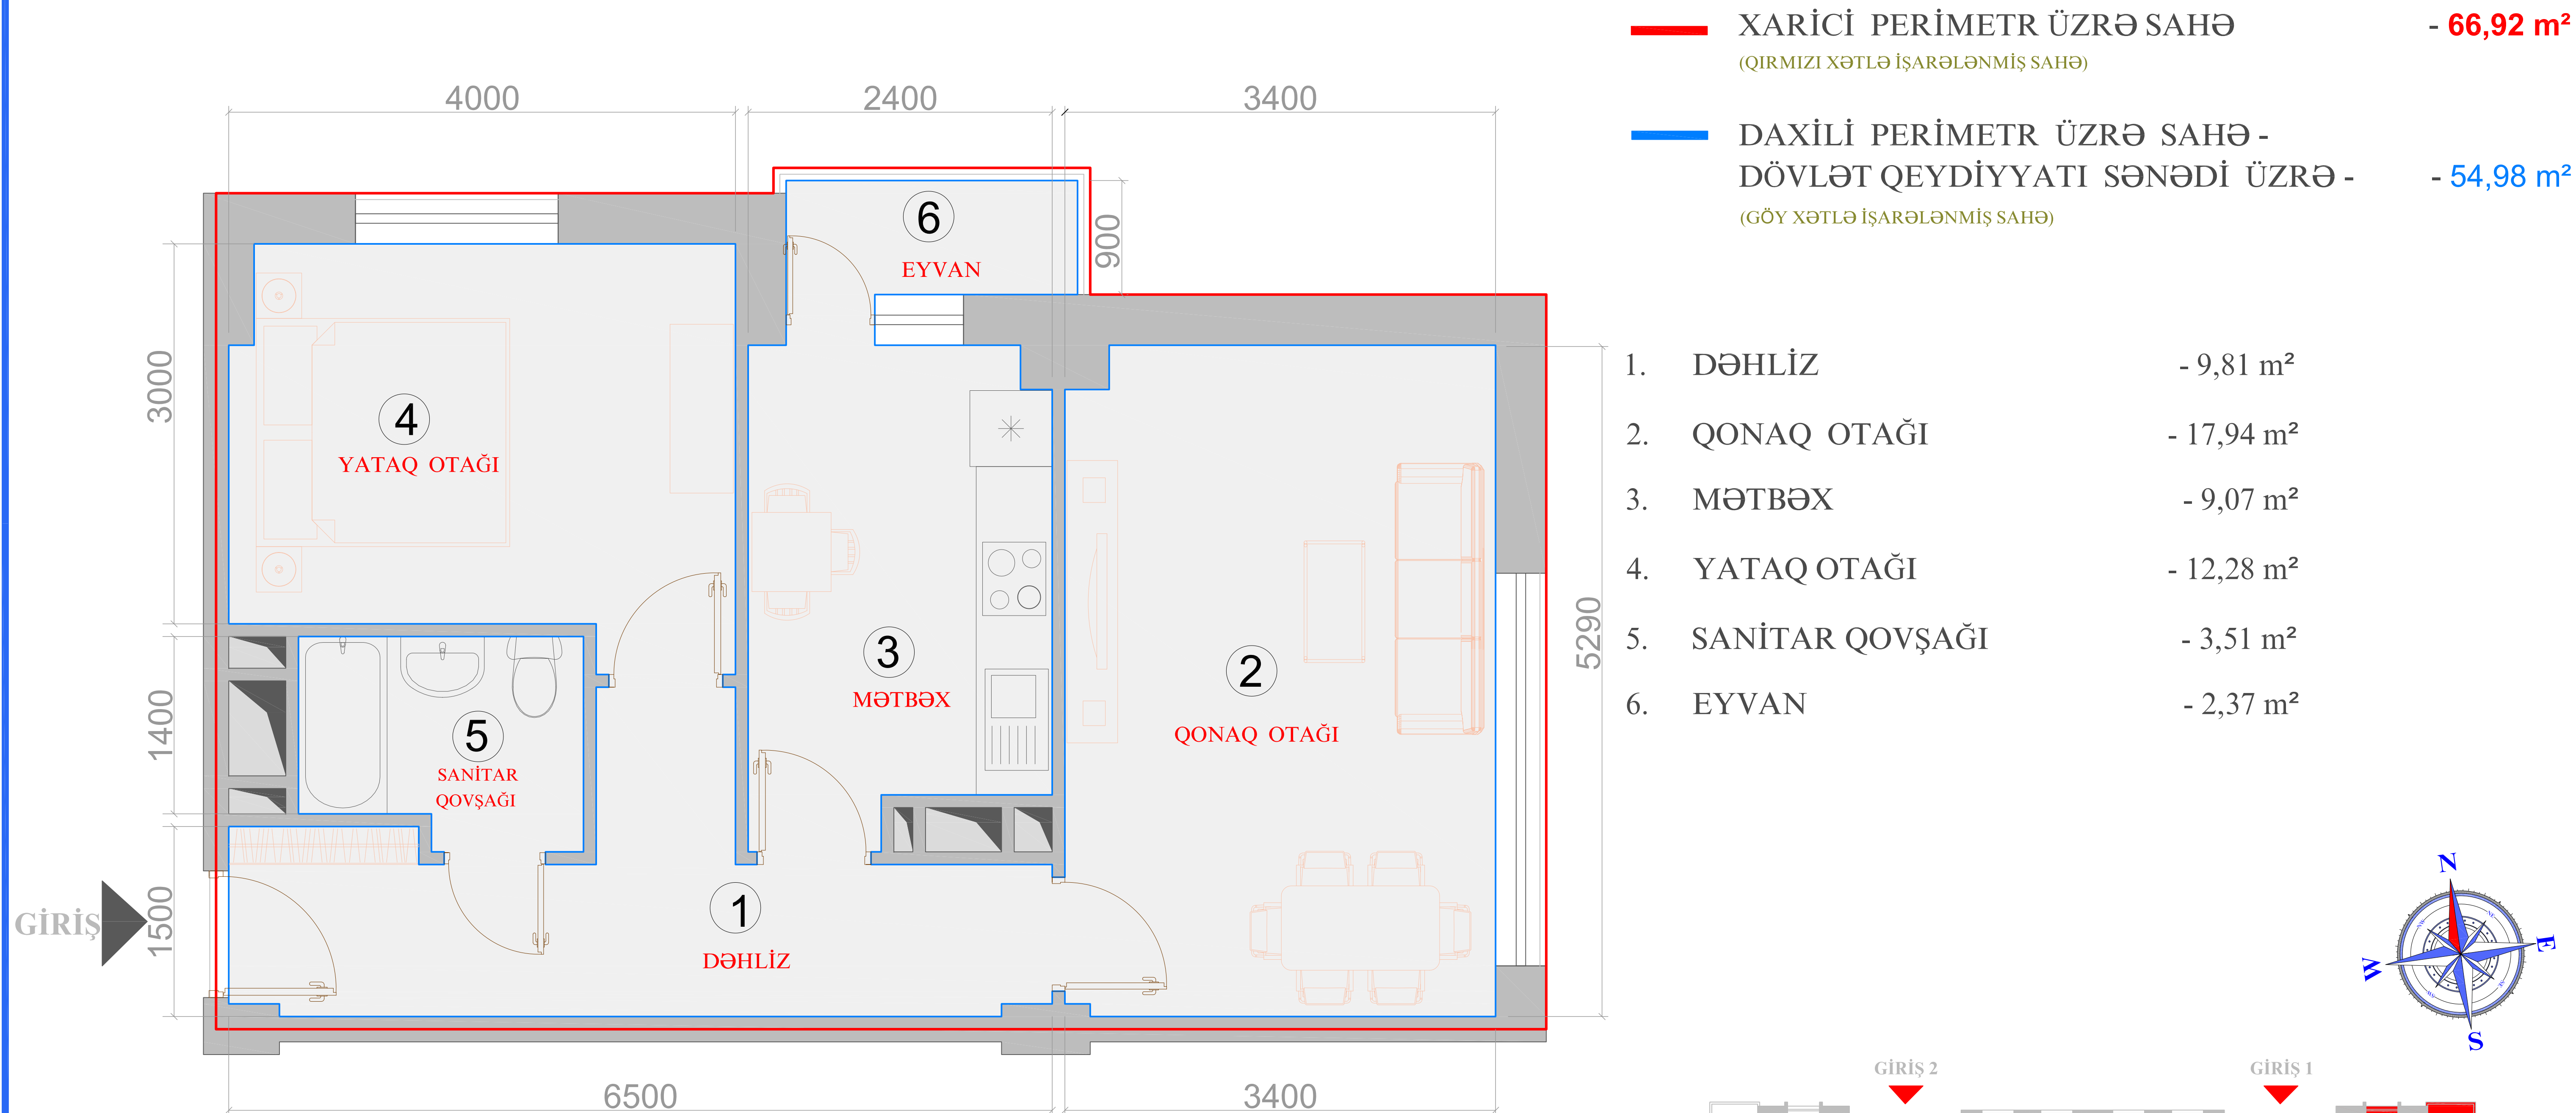 XARİCİ PERİMETR ÜZRƏ SAHƏ - 66,92 m²
(QIRMIZI XƏTLƏ İŞARƏLƏNMİŞ SAHƏ)
DAXİLİ PERİMETR ÜZRƏ SAHƏ -
DÖVLƏT QEYDİYYATI SƏNƏDİ ÜZRƏ - - 54,98 m²
(GÖY XƏTLƏ İŞARƏLƏNMİŞ SAHƏ)
1. DƏHLİZ - 9,81 m²
2. QONAQ OTAĞI - 17,94 m²
3. MƏTBƏX - 9,07 m²
4. YATAQ OTAĞI - 12,28 m²
5. SANİTAR QOVŞAĞI - 3,51 m²
6. EYVAN - 2,37 m²
4000
2400
3400
6
EYVAN
900
3000
4
YATAQ OTAĞI
3
MƏTBƏX
2
QONAQ OTAĞI
5290
1400
5
SANİTAR
QOVŞAĞI
GİRİŞ
1500
1
DƏHLİZ
6500
3400
N
E
W
S
GİRİŞ 2
GİRİŞ 1